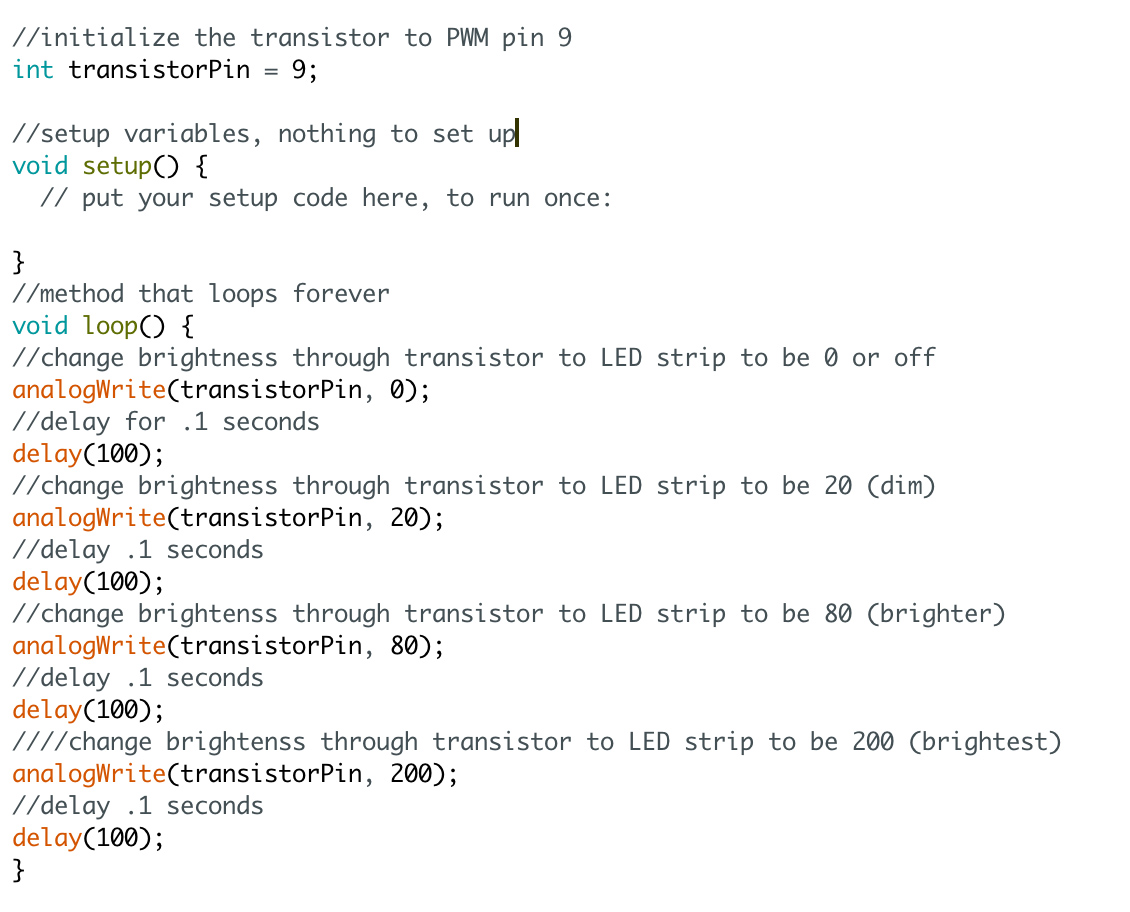 //initialize the transistor to PWM pin 9
int transistorPin = 9;
//setup variables, nothing to set up
void setup() {
  // put your setup code here, to run once:
}
//method that loops forever
void loop() {
//change brightness through transistor to LED strip to be 0 or off
analogWrite(transistorPin, 0);
//delay for .1 seconds
delay(100);
//change brightness through transistor to LED strip to be 20 (dim)
analogWrite(transistorPin, 20);
//delay .1 seconds
delay(100);
//change brightenss through transistor to LED strip to be 80 (brighter)
analogWrite(transistorPin, 80);
//delay .1 seconds
delay(100);
////change brightenss through transistor to LED strip to be 200 (brightest)
analogWrite(transistorPin, 200);
//delay .1 seconds
delay(100);
}